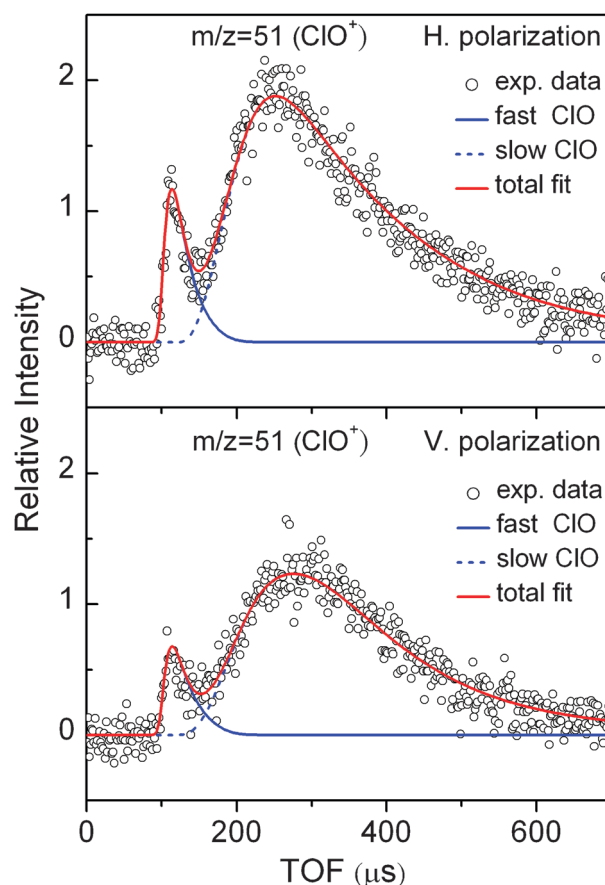 m/z=51 (ClO⁺) H. polarization
exp. data
fast ClO
slow ClO
total fit
2
1
0
m/z=51 (ClO⁺) V. polarization
exp. data
fast ClO
slow ClO
total fit
2
1
0
Relative Intensity
0 200 400 600
TOF (μs)